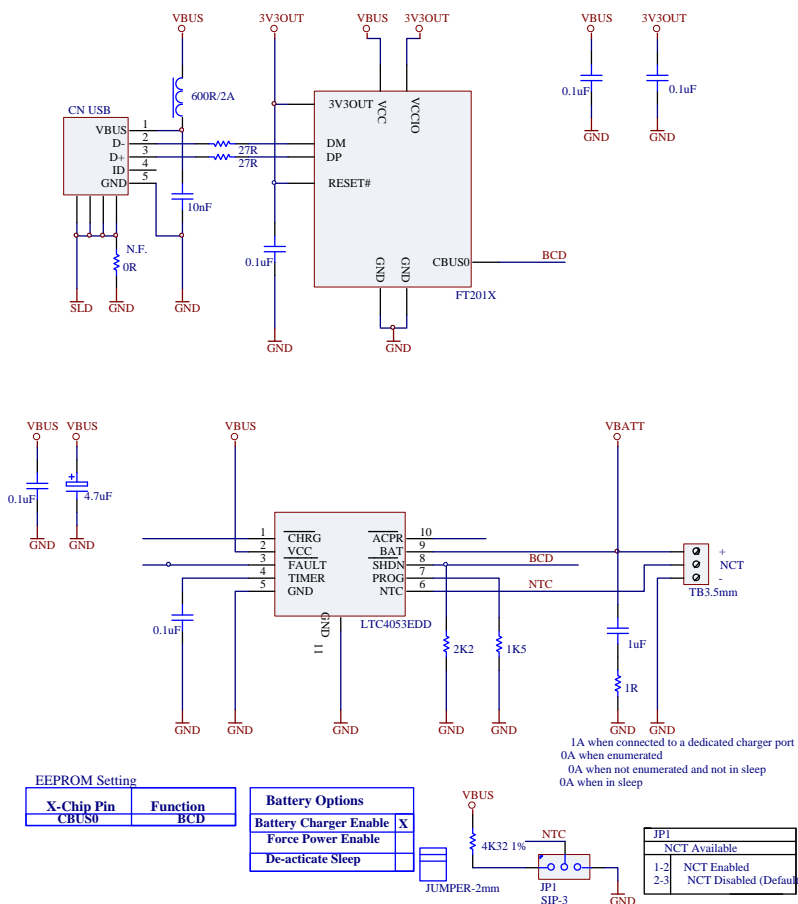 VBUS 3V3OUT VBUS 3V3OUT VBUS 3V3OUT
600R/2A
0.1uF 0.1uF
GND GND
CN USB
VBUS 1
D- 2
D+ 3
ID 4
GND 5
27R
27R
10nF
N.F.
0R
SLD GND GND
0.1uF
GND
3V3OUT
VCC
VCCIO
DM
DP
RESET#
GND
GND
CBUS0
BCD
FT201X
GND
VBUS VBUS VBUS VBATT
0.1uF 4.7uF
GND GND
1 CHRG
2 VCC
3 FAULT
4 TIMER
5 GND
ACPR 10
BAT 9
SHDN 8
PROG 7
NTC 6
GND 11
LTC4053EDD
BCD
NTC
+
NCT
-
TB3.5mm
0.1uF
2K2
1K5
1uF
1R
GND GND GND GND GND GND GND
1A when connected to a dedicated charger port
0A when enumerated
0A when not enumerated and not in sleep
0A when in sleep
EEPROM Setting
X-Chip Pin Function
CBUS0 BCD
Battery Options
Battery Charger Enable X
Force Power Enable
De-acticate Sleep
JUMPER-2mm
VBUS
4K32 1%
NTC
JP1
SIP-3
GND
JP1
NCT Available
1-2 NCT Enabled
2-3 NCT Disabled (Defaul